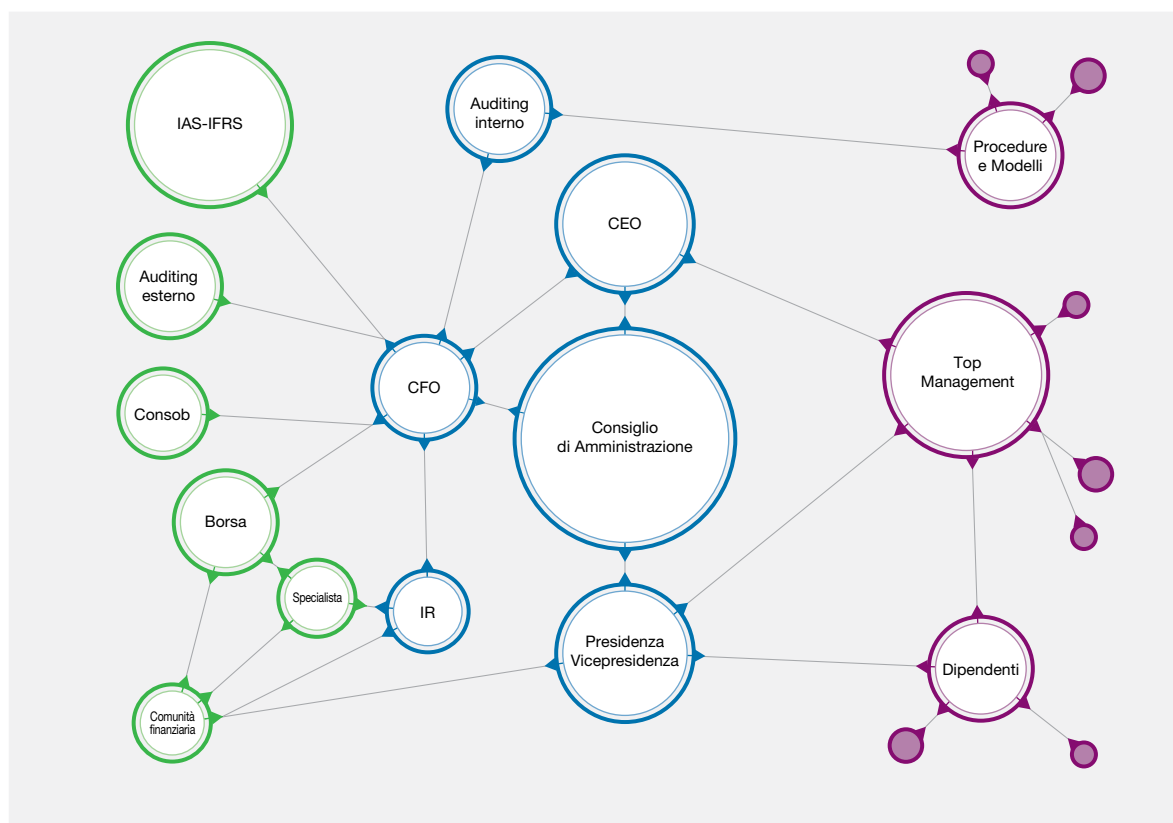 IAS-IFRS
Auditing
interno
Procedure
e Modelli
CEO
Auditing
esterno
Top
Management
CFO
Consob
Consiglio
di Amministrazione
Borsa
Specialista
IR
Presidenza
Vicepresidenza
Dipendenti
Comunità
finanziaria